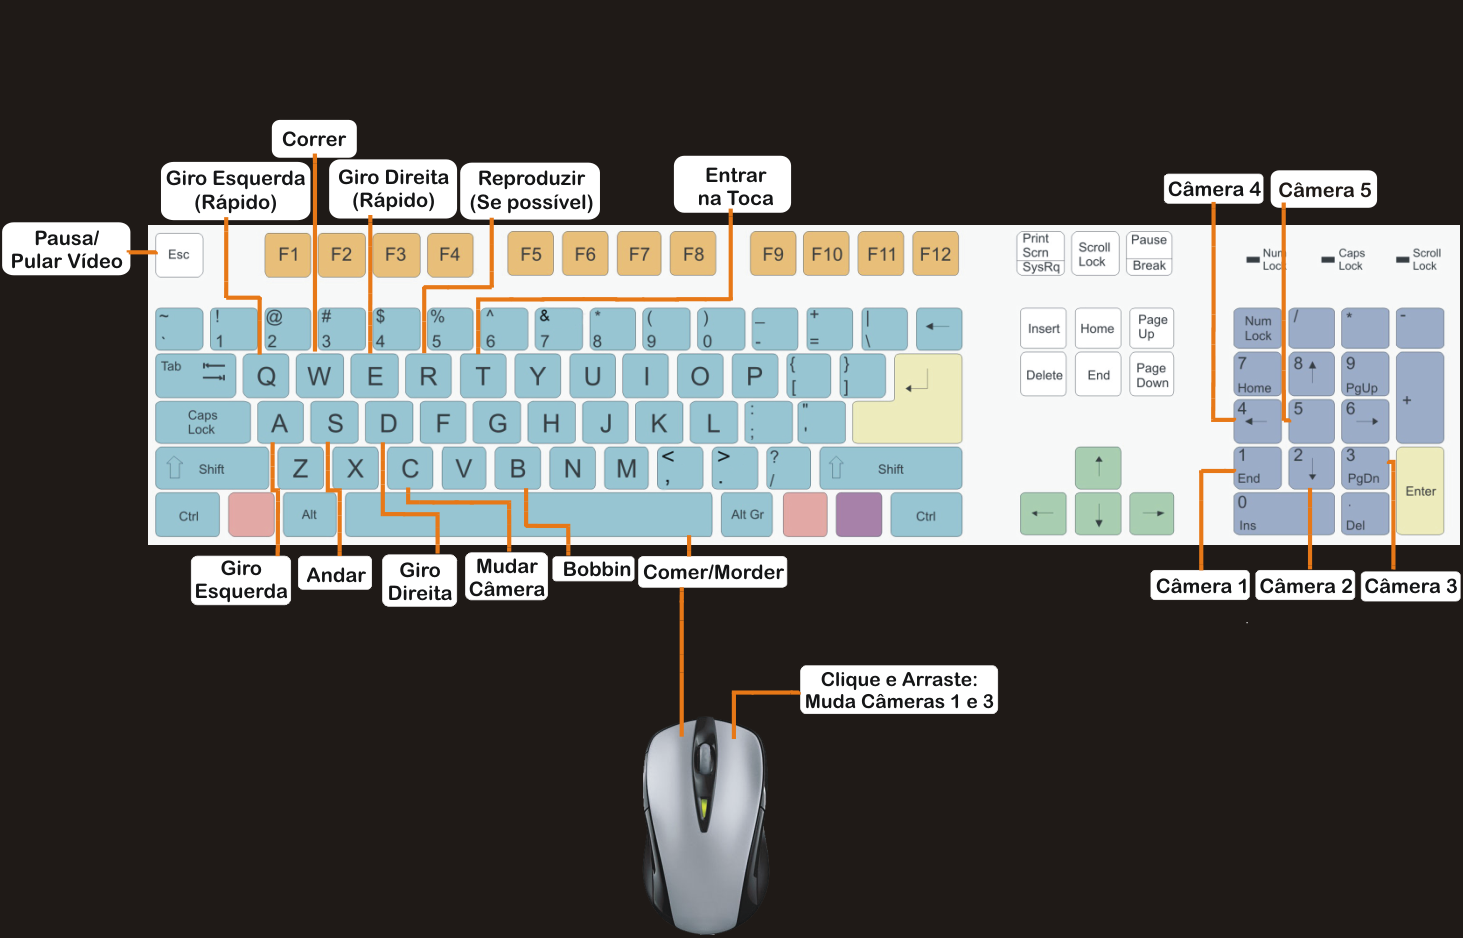 Correr
Giro Esquerda
(Rápido)
Giro Direita
(Rápido)
Reproduzir
(Se possível)
Entrar
na Toca
Câmera 4
Câmera 5
Pausa/
Pular Vídeo
Esc
F1 F2 F3 F4 F5 F6 F7 F8 F9 F10 F11 F12
Print
Scrn
SysRq
Scroll
Lock
Pause
Break
Num
Lock
Caps
Lock
Scroll
Lock
~ ! @ # $ % ^ & * ( ) _ + |
` 1 2 3 4 5 6 7 8 9 0 - = \
Insert Home
Page
Up
Num
Lock
/ * -
Tab Q W E R T Y U I O P
{ }
[ ]
Delete End
Page
Down
7 8 9
Home PgUp
+
Caps
Lock
A S D F G H J K L
: "
; '
4 5 6
Shift Z X C V B N M
< > ?
, . /
Shift
1 2 3
End PgDn
Enter
Ctrl Alt Alt Gr Ctrl
0 .
Ins Del
Giro
Esquerda
Andar
Giro
Direita
Mudar
Câmera
Bobbin
Comer/Morder
Câmera 1
Câmera 2
Câmera 3
Clique e Arraste:
Muda Câmeras 1 e 3